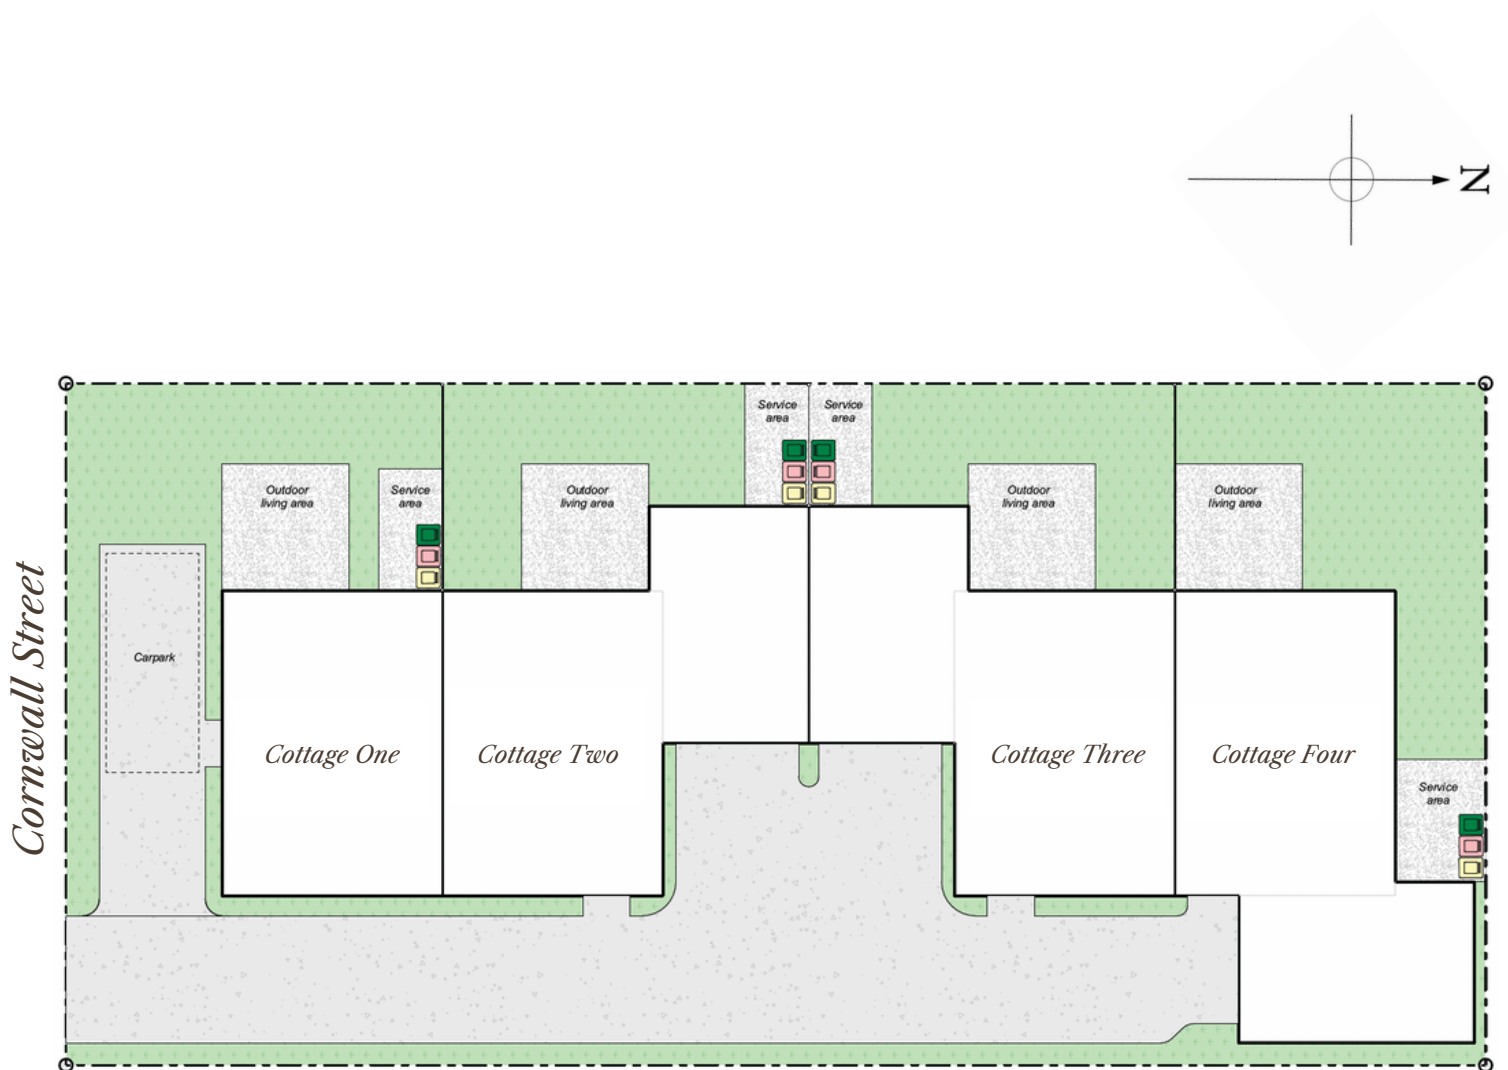 N
Service
area
Service
area
Outdoor
living area
Service
area
Outdoor
living area
Outdoor
living area
Outdoor
living area
Cornwall Street
Carpark
Cottage One
Cottage Two
Cottage Three
Cottage Four
Service
area